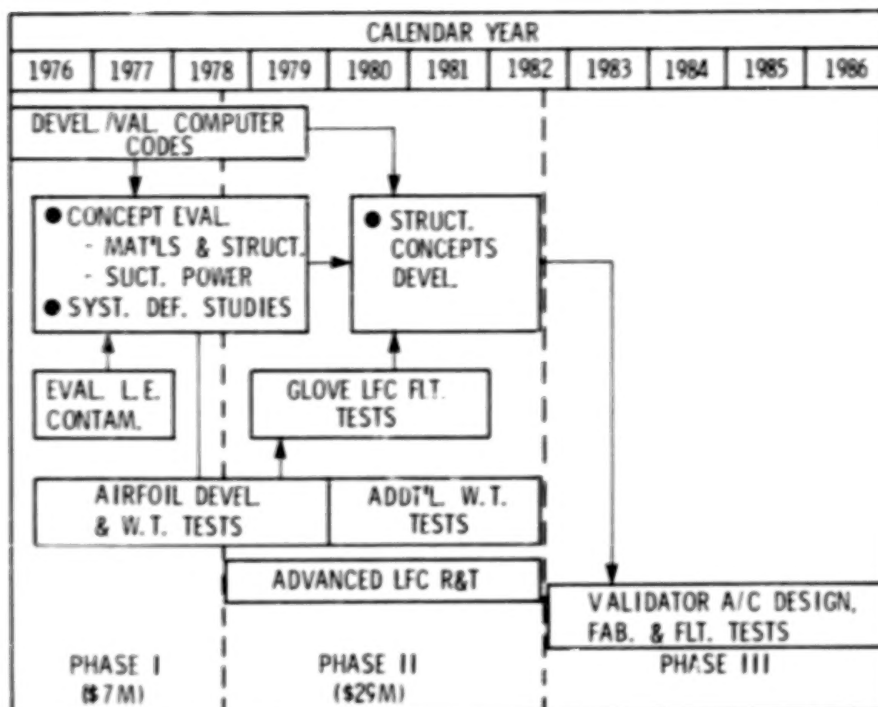 CALENDAR YEAR
1976 1977 1978 1979 1980 1981 1982 1983 1984 1985 1986
DEVEL./VAL. COMPUTER
CODES
● CONCEPT EVAL.
- MAT'LS & STRUCT.
- SUCT. POWER
● SYST. DEF. STUDIES
● STRUCT.
CONCEPTS
DEVEL.
EVAL. L.E.
CONTAM.
GLOVE LFC FLT.
TESTS
AIRFOIL DEVEL.
& W.T. TESTS
ADDT'L. W.T.
TESTS
ADVANCED LFC R&T
VALIDATOR A/C DESIGN,
FAB. & FLT. TESTS
PHASE I
($7M)
PHASE II
($29M)
PHASE III